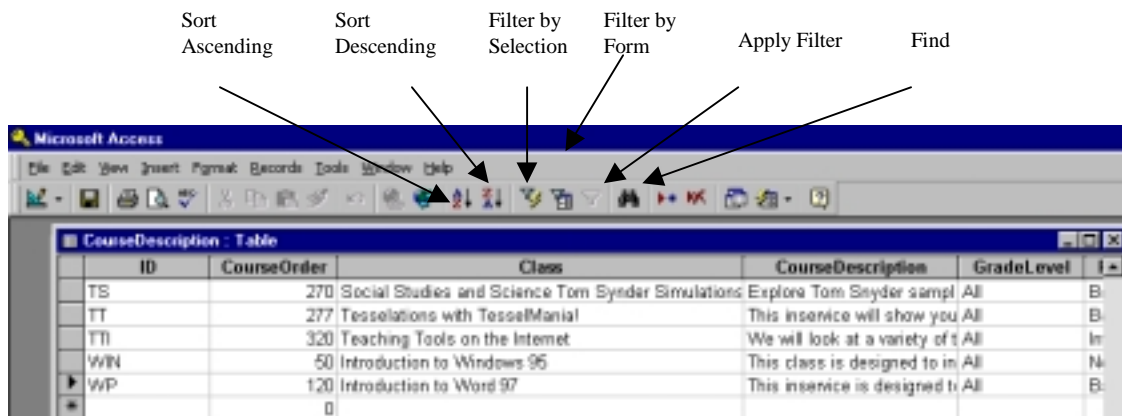 Sort Ascending
Sort Descending
Filter by Selection
Filter by Form
Apply Filter
Find
Microsoft Access
File Edit View Insert Format Records Tools Window Help
CourseDescription : Table
ID CourseOrder Class CourseDescription GradeLevel
TS 270 Social Studies and Science Tom Synder Simulations Explore Tom Snyder sampl All
TT 277 Tesselations with TesselMania! This inservice will show you All
TTI 320 Teaching Tools on the Internet We will look at a variety of t All
WIN 50 Introduction to Windows 95 This class is designed to in All
WP 120 Introduction to Word 97 This inservice is designed t All
0